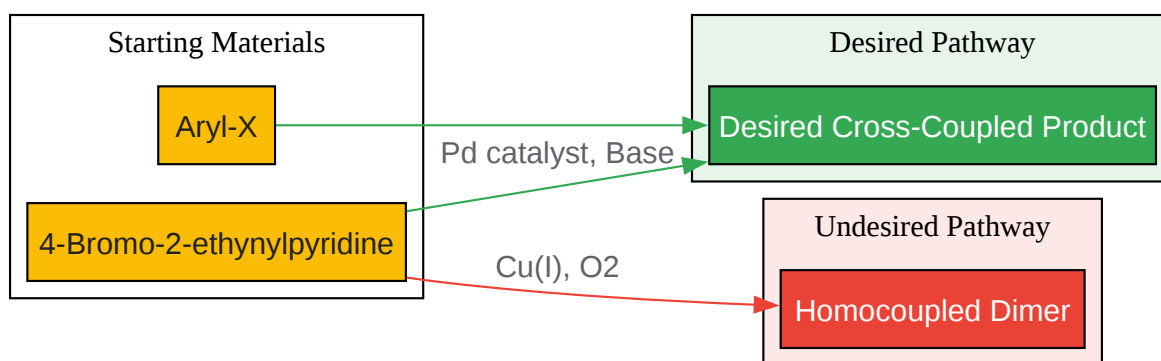 Starting Materials
Aryl-X
4-Bromo-2-ethynylpyridine
Pd catalyst, Base
Cu(I), O2
Desired Pathway
Desired Cross-Coupled Product
Undesired Pathway
Homocoupled Dimer